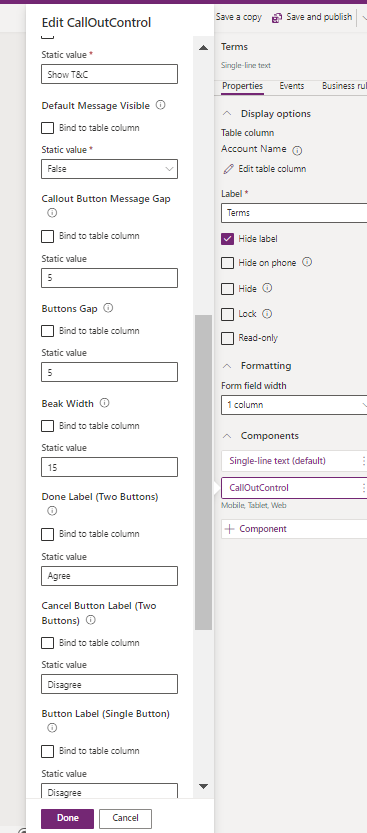 Edit CallOutControl
Static value *
Show T&C
Default Message Visible
Bind to table column
Static value *
False
Callout Button Message Gap
Bind to table column
Static value
5
Buttons Gap
Bind to table column
Static value
5
Beak Width
Bind to table column
Static value
15
Done Label (Two Buttons)
Bind to table column
Static value
Agree
Cancel Button Label (Two
Buttons)
Bind to table column
Static value
Disagree
Button Label (Single Button)
Bind to table column
Static value
Disagree
Done
Cancel
Save a copy
Save and publish
Terms
Single-line text
Properties
Events
Business rul
Display options
Table column
Account Name
Edit table column
Label *
Terms
Hide label
Hide on phone
Hide
Lock
Read-only
Formatting
Form field width
1 column
Components
Single-line text (default)
CallOutControl
Mobile, Tablet, Web
+ Component